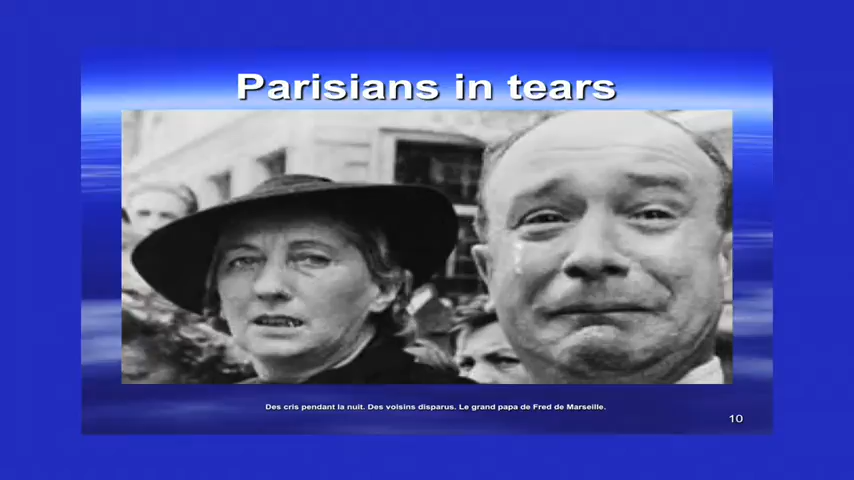 Parisians in tears
Des cris pendant la nuit. Des voisins disparus. Le grand papa de Fred de Marseille.
10